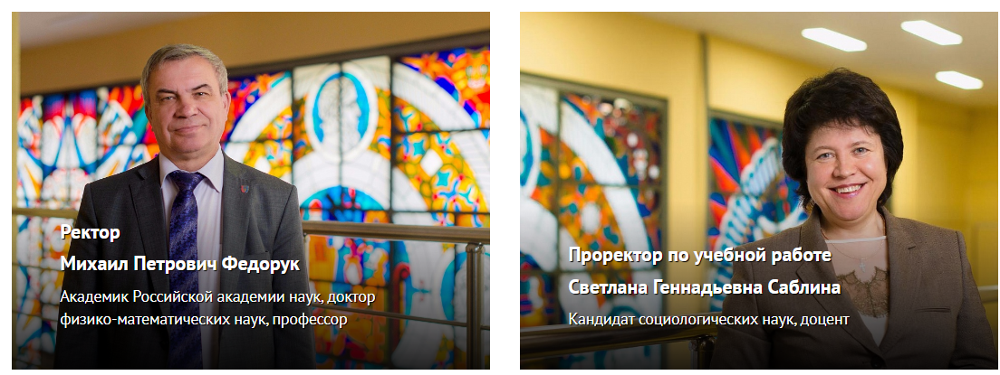 Ректор
Михаил Петрович Федорук
Академик Российской академии наук, доктор
физико-математических наук, профессор
Проректор по учебной работе
Светлана Геннадьевна Саблина
Кандидат социологических наук, доцент